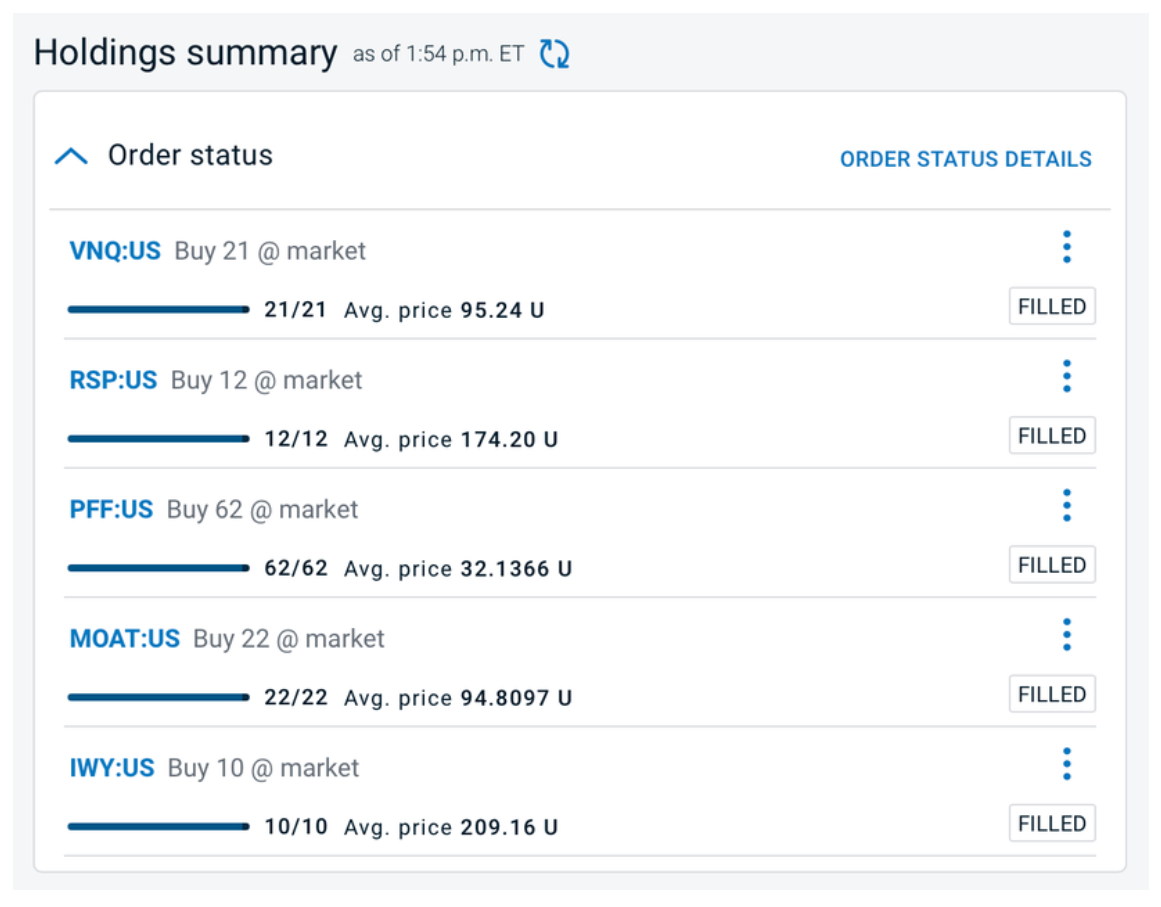 Holdings summary as of 1:54 p.m. ET
Order status ORDER STATUS DETAILS
VNQ:US Buy 21 @ market
21/21 Avg. price 95.24 U FILLED
RSP:US Buy 12 @ market
12/12 Avg. price 174.20 U FILLED
PFF:US Buy 62 @ market
62/62 Avg. price 32.1366 U FILLED
MOAT:US Buy 22 @ market
22/22 Avg. price 94.8097 U FILLED
IWY:US Buy 10 @ market
10/10 Avg. price 209.16 U FILLED